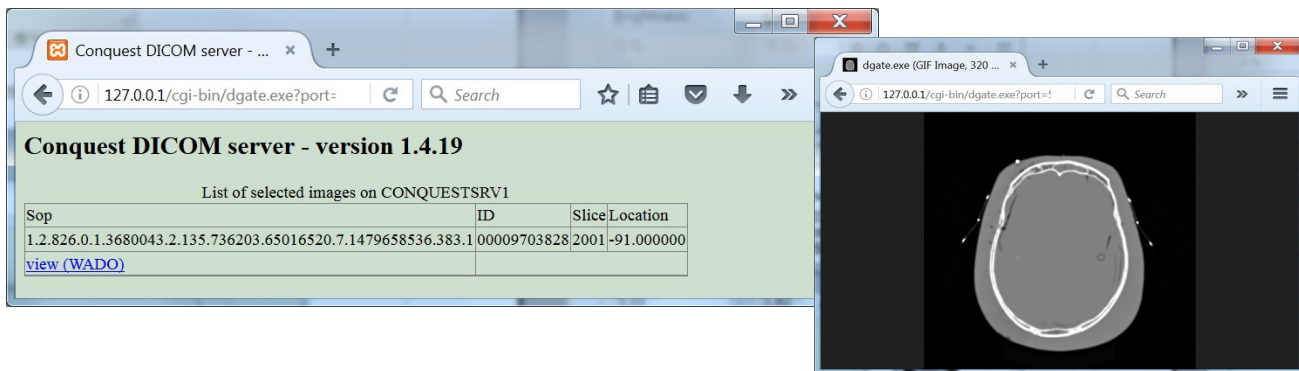 Conquest DICOM server - ... × +
127.0.0.1/cgi-bin/dgate.exe?port=
Search
Conquest DICOM server - version 1.4.19
List of selected images on CONQUESTSRV1
Sop ID Slice Location
1.2.826.0.1.3680043.2.135.736203.65016520.7.1479658536.383.1 00009703828 2001 -91.000000
view (WADO)
dgate.exe (GIF Image, 320 ... × +
127.0.0.1/cgi-bin/dgate.exe?port=!
Search